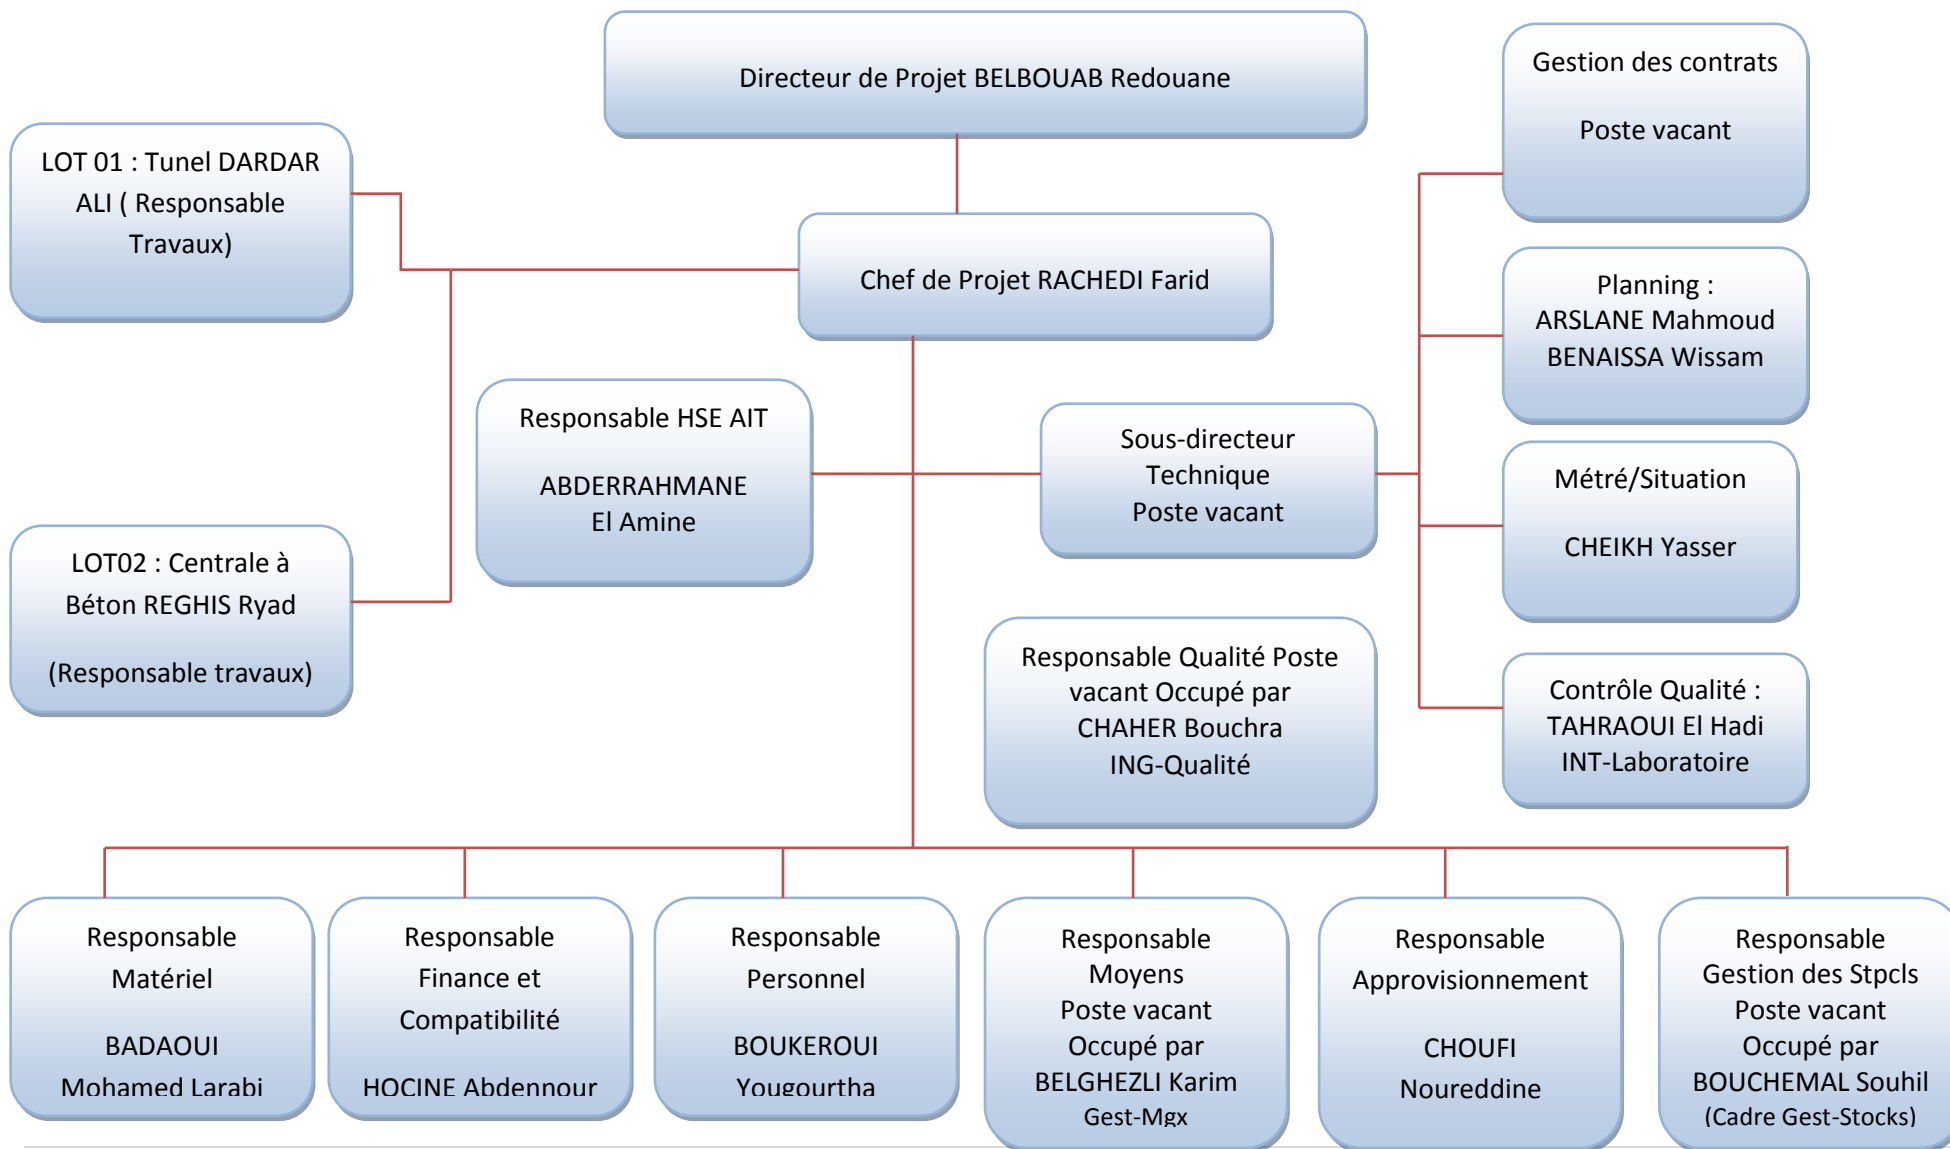 Directeur de Projet BELBOUAB Redouane
Gestion des contrats
Poste vacant
LOT 01 : Tunel DARDAR
ALI ( Responsable
Travaux)
Chef de Projet RACHEDI Farid
Planning :
ARSLANE Mahmoud
BENAISSA Wissam
Responsable HSE AIT
ABDERRAHMANE
El Amine
Sous-directeur
Technique
Poste vacant
Métré/Situation
CHEIKH Yasser
LOT02 : Centrale à
Béton REGHIS Ryad
(Responsable travaux)
Responsable Qualité Poste
vacant Occupé par
CHAHER Bouchra
ING-Qualité
Contrôle Qualité :
TAHRAOUI El Hadi
INT-Laboratoire
Responsable
Matériel
BADAOUI
Mohamed Larabi
Responsable
Finance et
Compatibilité
HOCINE Abdennour
Responsable
Personnel
BOUKEROUI
Yougourtha
Responsable
Moyens
Poste vacant
Occupé par
BELGHEZLI Karim
Gest-Mgx
Responsable
Approvisionnement
CHOUFI
Noureddine
Responsable
Gestion des Stpcls
Poste vacant
Occupé par
BOUCHEMAL Souhil
(Cadre Gest-Stocks)